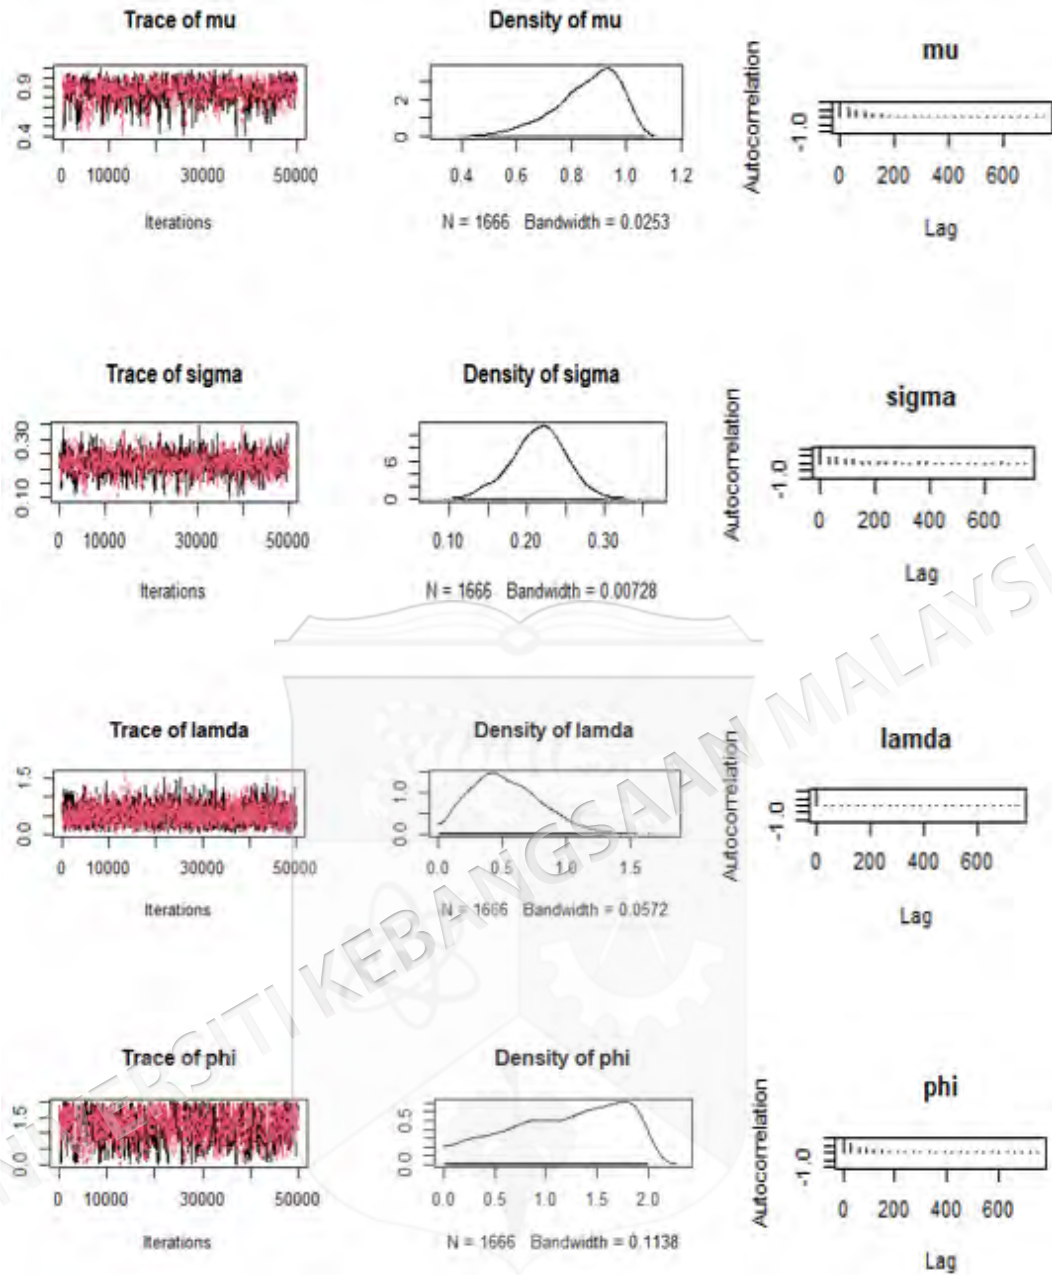 Trace of mu
Density of mu
mu
0.4 0.9
0 10000 30000 50000
Iterations
0 2
0.4 0.6 0.8 1.0 1.2
N = 1666 Bandwidth = 0.0253
Autocorrelation
-1.0
0 200 400 600
Lag
Trace of sigma
Density of sigma
sigma
0.10 0.30
0 10000 30000 50000
Iterations
0 6
0.10 0.20 0.30
N = 1666 Bandwidth = 0.00728
Autocorrelation
-1.0
0 200 400 600
Lag
Trace of lamda
Density of lamda
lamda
0.0 1.5
0 10000 30000 50000
Iterations
0.0 1.0
0.0 0.5 1.0 1.5
N = 1666 Bandwidth = 0.0572
Autocorrelation
-1.0
0 200 400 600
Lag
Trace of phi
Density of phi
phi
0.0 1.5
0 10000 30000 50000
Iterations
0.0 0.5
0.0 0.5 1.0 1.5 2.0
N = 1666 Bandwidth = 0.1138
Autocorrelation
-1.0
0 200 400 600
Lag
ERSITI KEBANGSAAN MALAYSI